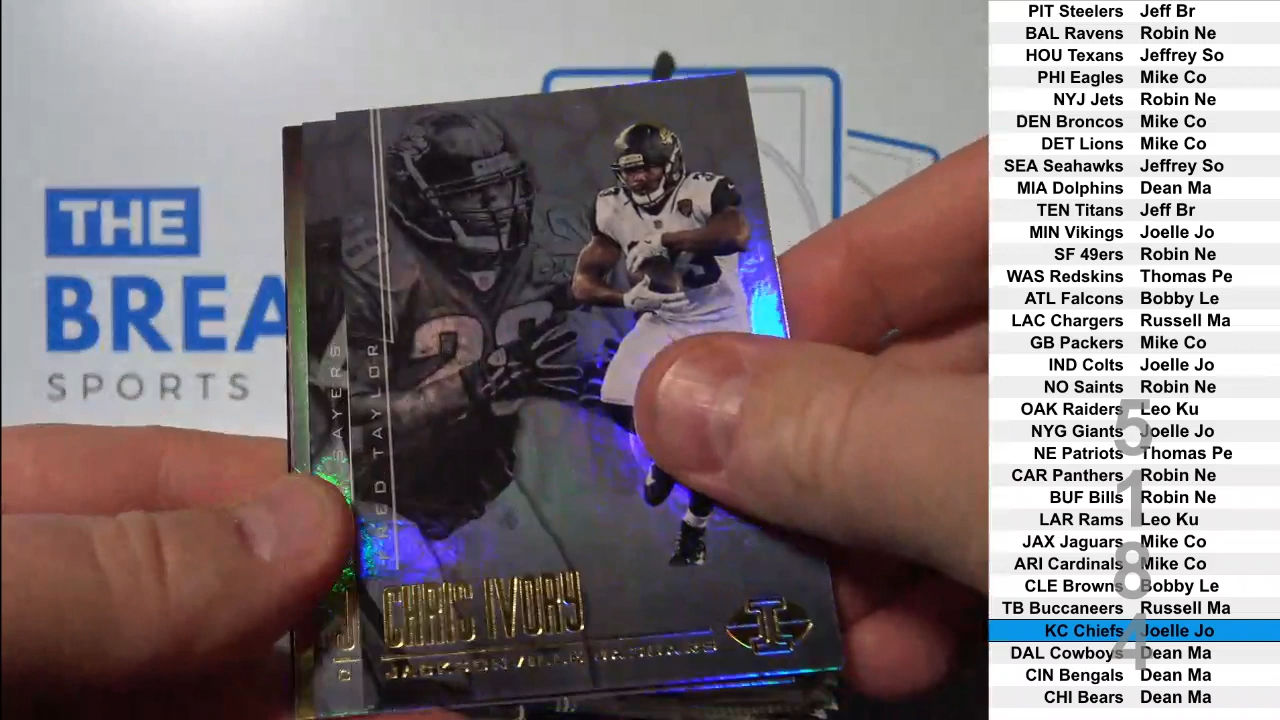 THE
BREA
SPORTS
SAYERS
FRED TAYLOR
CHRIS IVORY
JACKSONVILLE JAGUARS
PIT Steelers Jeff Br
BAL Ravens Robin Ne
HOU Texans Jeffrey So
PHI Eagles Mike Co
NYJ Jets Robin Ne
DEN Broncos Mike Co
DET Lions Mike Co
SEA Seahawks Jeffrey So
MIA Dolphins Dean Ma
TEN Titans Jeff Br
MIN Vikings Joelle Jo
SF 49ers Robin Ne
WAS Redskins Thomas Pe
ATL Falcons Bobby Le
LAC Chargers Russell Ma
GB Packers Mike Co
IND Colts Joelle Jo
NO Saints Robin Ne
OAK Raiders Leo Ku
NYG Giants Joelle Jo
NE Patriots Thomas Pe
CAR Panthers Robin Ne
BUF Bills Robin Ne
LAR Rams Leo Ku
JAX Jaguars Mike Co
ARI Cardinals Mike Co
CLE Browns Bobby Le
TB Buccaneers Russell Ma
KC Chiefs Joelle Jo
DAL Cowboys Dean Ma
CIN Bengals Dean Ma
CHI Bears Dean Ma
5
1
8
4